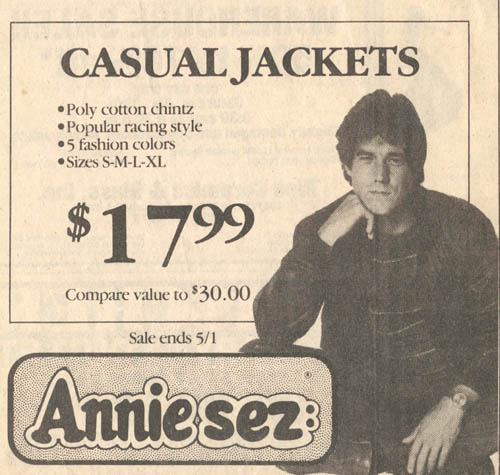 CASUAL JACKETS
•Poly cotton chintz
•Popular racing style
•5 fashion colors
•Sizes S-M-L-XL
$17.99
Compare value to $30.00
Sale ends 5/1
Annie sez:
®